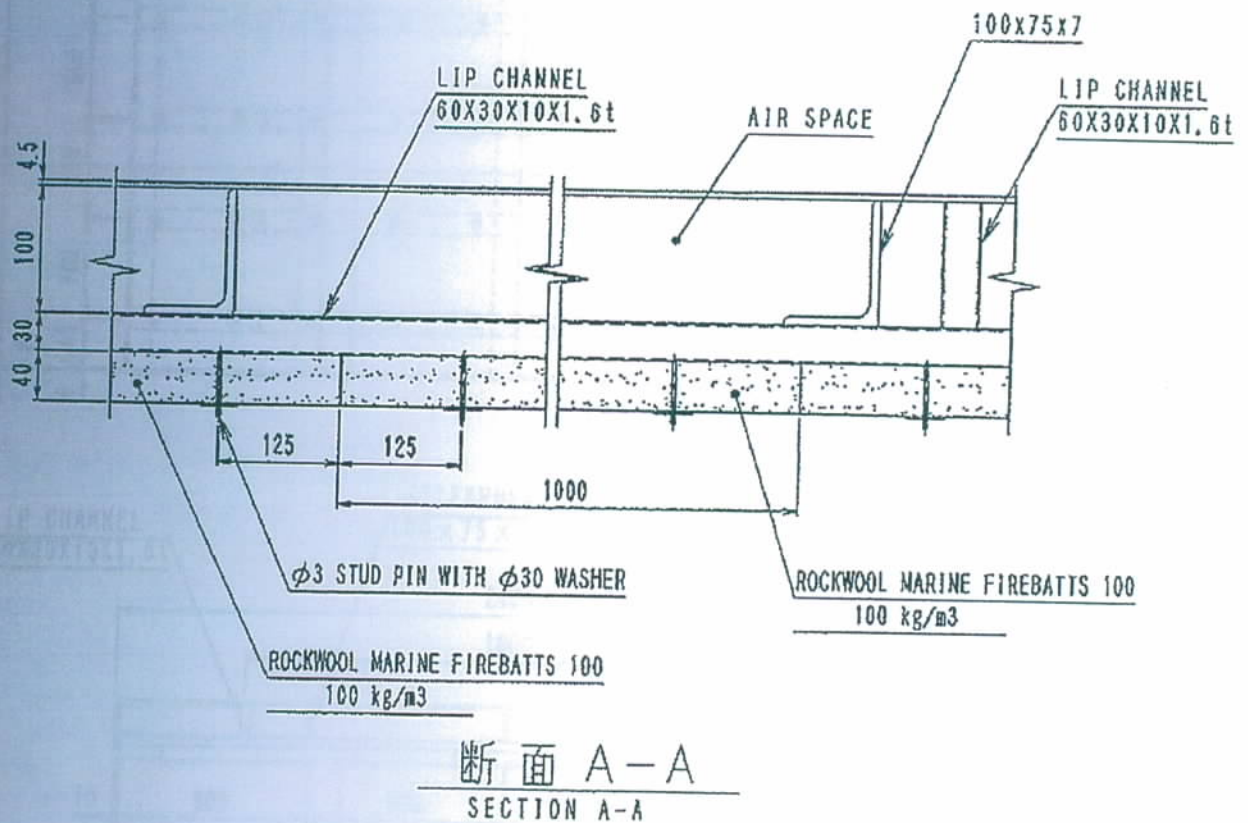 100x75x7
LIP CHANNEL
60X30X10X1.6t
AIR SPACE
LIP CHANNEL
60X30X10X1.6t
4.5
100
30
40
125
125
1000
φ3 STUD PIN WITH φ30 WASHER
ROCKWOOL MARINE FIREBATTS 100
100 kg/m3
ROCKWOOL MARINE FIREBATTS 100
100 kg/m3
断面 A-A
SECTION A-A